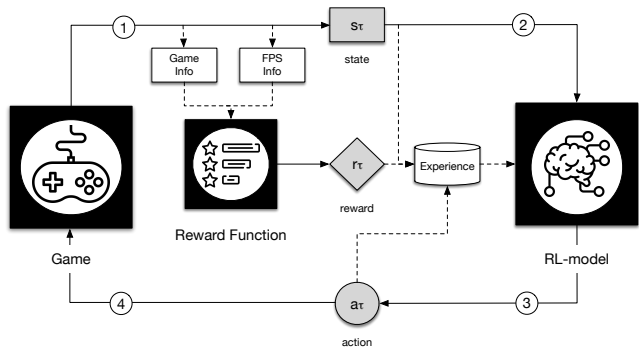 1
sτ
2
Game
Info
FPS
Info
state
rτ
Experience
reward
Reward Function
Game
RL-model
4
aτ
3
action